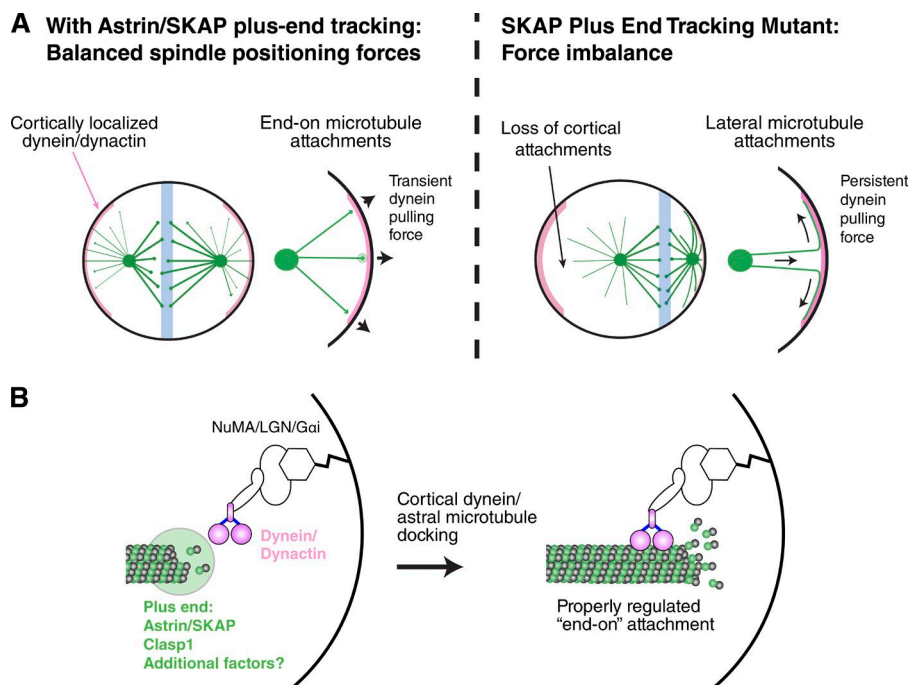 A
With Astrin/SKAP plus-end tracking:
Balanced spindle positioning forces
SKAP Plus End Tracking Mutant:
Force imbalance
Cortically localized
dynein/dynactin
End-on microtubule
attachments
Transient
dynein
pulling
force
Loss of cortical
attachments
Lateral microtubule
attachments
Persistent
dynein
pulling
force
B
NuMA/LGN/Gαi
Dynein/
Dynactin
Plus end:
Astrin/SKAP
Clasp1
Additional factors?
Cortical dynein/
astral microtubule
docking
Properly regulated
“end-on” attachment